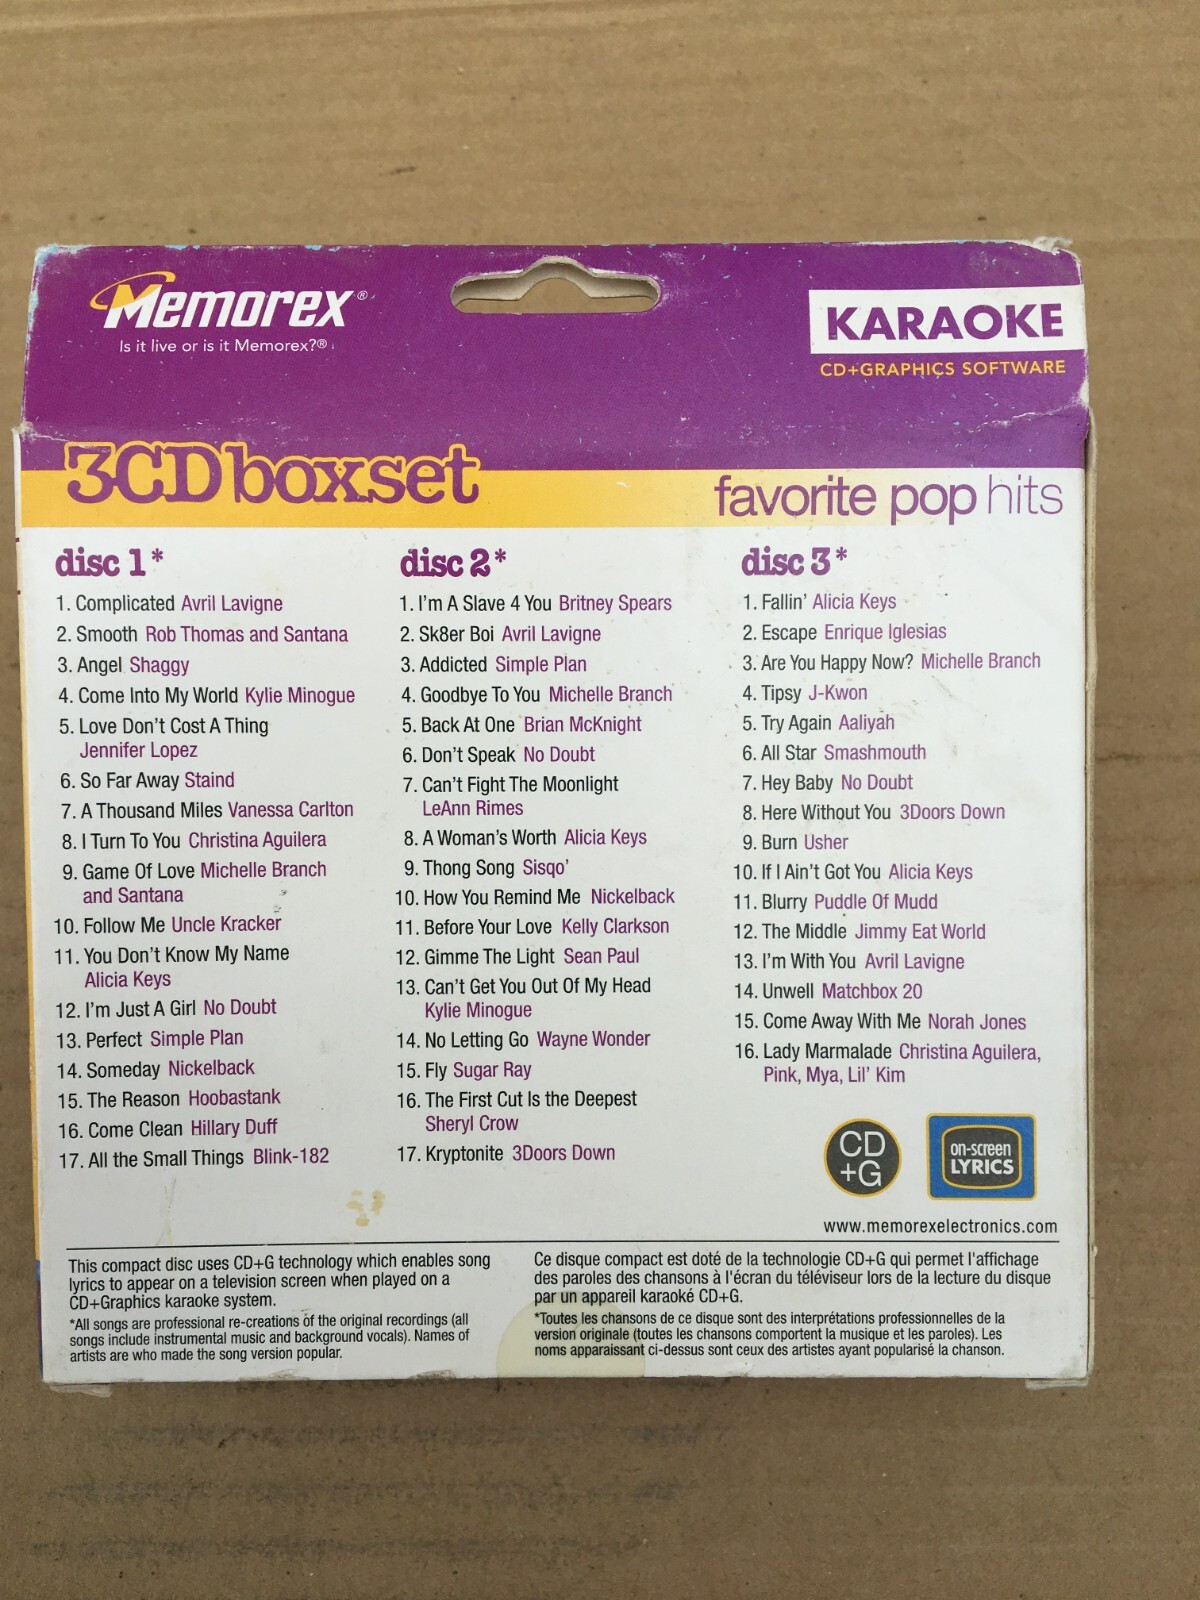 Memorex®
Is it live or is it Memorex?®
KARAOKE
CD+GRAPHICS SOFTWARE
3CD boxset
favorite pop hits
disc 1*
1. Complicated Avril Lavigne
2. Smooth Rob Thomas and Santana
3. Angel Shaggy
4. Come Into My World Kylie Minogue
5. Love Don't Cost A Thing
Jennifer Lopez
6. So Far Away Staind
7. A Thousand Miles Vanessa Carlton
8. I Turn To You Christina Aguilera
9. Game Of Love Michelle Branch
and Santana
10. Follow Me Uncle Kracker
11. You Don't Know My Name
Alicia Keys
12. I'm Just A Girl No Doubt
13. Perfect Simple Plan
14. Someday Nickelback
15. The Reason Hoobastank
16. Come Clean Hillary Duff
17. All the Small Things Blink-182
disc 2*
1. I'm A Slave 4 You Britney Spears
2. Sk8er Boi Avril Lavigne
3. Addicted Simple Plan
4. Goodbye To You Michelle Branch
5. Back At One Brian McKnight
6. Don't Speak No Doubt
7. Can't Fight The Moonlight
LeAnn Rimes
8. A Woman's Worth Alicia Keys
9. Thong Song Sisqo'
10. How You Remind Me Nickelback
11. Before Your Love Kelly Clarkson
12. Gimme The Light Sean Paul
13. Can't Get You Out Of My Head
Kylie Minogue
14. No Letting Go Wayne Wonder
15. Fly Sugar Ray
16. The First Cut Is the Deepest
Sheryl Crow
17. Kryptonite 3Doors Down
disc 3*
1. Fallin' Alicia Keys
2. Escape Enrique Iglesias
3. Are You Happy Now? Michelle Branch
4. Tipsy J-Kwon
5. Try Again Aaliyah
6. All Star Smashmouth
7. Hey Baby No Doubt
8. Here Without You 3Doors Down
9. Burn Usher
10. If I Ain't Got You Alicia Keys
11. Blurry Puddle Of Mudd
12. The Middle Jimmy Eat World
13. I'm With You Avril Lavigne
14. Unwell Matchbox 20
15. Come Away With Me Norah Jones
16. Lady Marmalade Christina Aguilera,
Pink, Mya, Lil' Kim
CD
+G
on-screen
LYRICS
www.memorexelectronics.com
This compact disc uses CD+G technology which enables song
lyrics to appear on a television screen when played on a
CD+Graphics karaoke system.
*All songs are professional re-creations of the original recordings (all
songs include instrumental music and background vocals). Names of
artists are who made the song version popular.
Ce disque compact est doté de la technologie CD+G qui permet l'affichage
des paroles des chansons à l'écran du téléviseur lors de la lecture du disque
par un appareil karaoké CD+G.
*Toutes les chansons de ce disque sont des interprétations professionnelles de la
version originale (toutes les chansons comportent la musique et les paroles). Les
noms apparaissant ci-dessus sont ceux des artistes ayant popularisé la chanson.